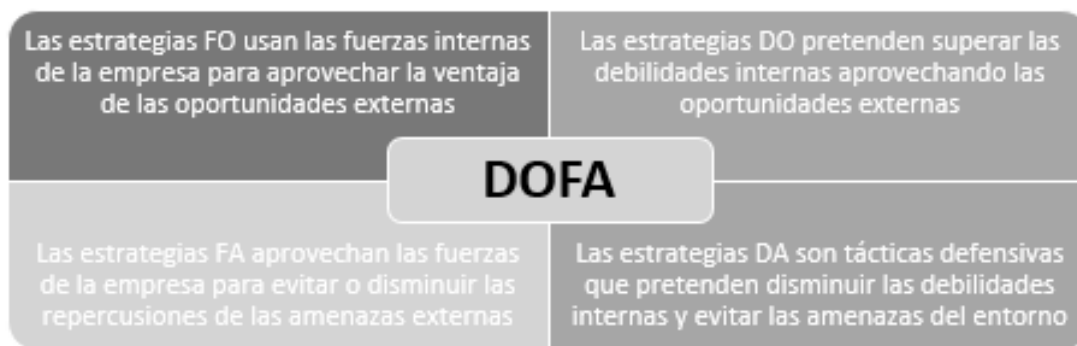 Las estrategias FO usan las fuerzas internas
de la empresa para aprovechar la ventaja
de las oportunidades externas
Las estrategias DO pretenden superar las
debilidades internas aprovechando las
oportunidades externas
DOFA
Las estrategias FA aprovechan las fuerzas
de la empresa para evitar o disminuir las
repercusiones de las amenazas externas
Las estrategias DA son tácticas defensivas
que pretenden disminuir las debilidades
internas y evitar las amenazas del entorno